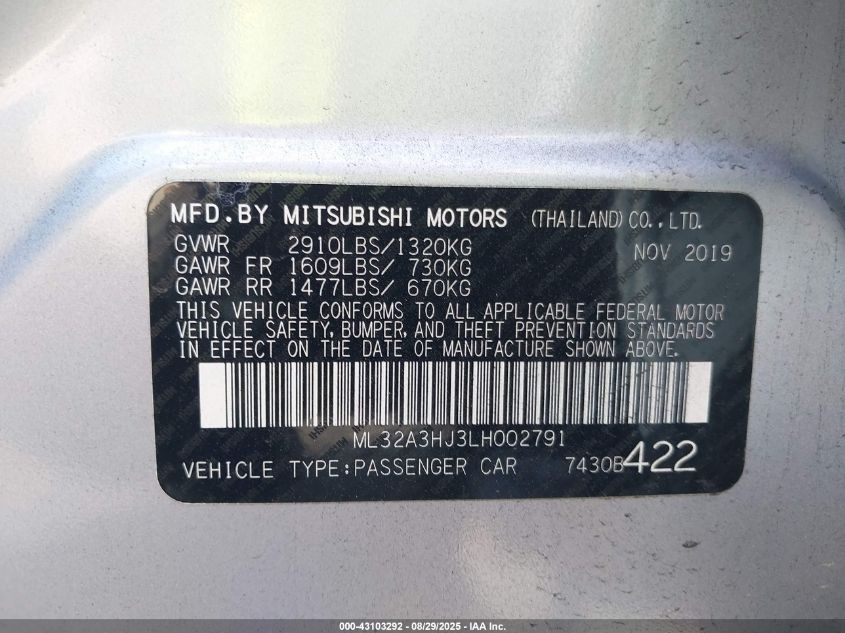 MFD.BY MITSUBISHI MOTORS (THAILAND) CO., LTD.
GVWR 2910LBS/1320KG NOV 2019
GAWR FR 1609LBS/ 730KG
GAWR RR 1477LBS/ 670KG
THIS VEHICLE CONFORMS TO ALL APPLICABLE FEDERAL MOTOR
VEHICLE SAFETY, BUMPER, AND THEFT PREVENTION STANDARDS
IN EFFECT ON THE DATE OF MANUFACTURE SHOWN ABOVE.
ML32A3HJ3LH002791
VEHICLE TYPE:PASSENGER CAR 7430B422
000-43103292 - 08/29/2025 - IAA Inc.